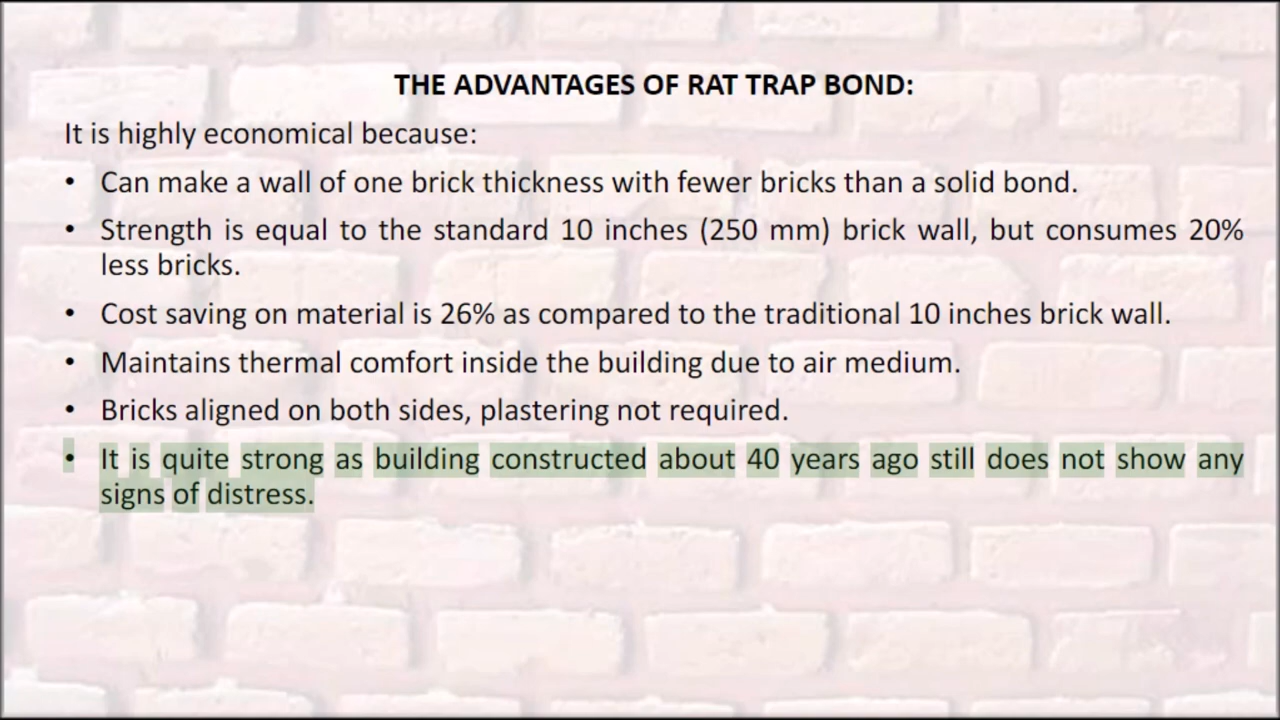 THE ADVANTAGES OF RAT TRAP BOND:
It is highly economical because:
• Can make a wall of one brick thickness with fewer bricks than a solid bond.
• Strength is equal to the standard 10 inches (250 mm) brick wall, but consumes 20%
less bricks.
• Cost saving on material is 26% as compared to the traditional 10 inches brick wall.
• Maintains thermal comfort inside the building due to air medium.
• Bricks aligned on both sides, plastering not required.
• It is quite strong as building constructed about 40 years ago still does not show any
signs of distress.